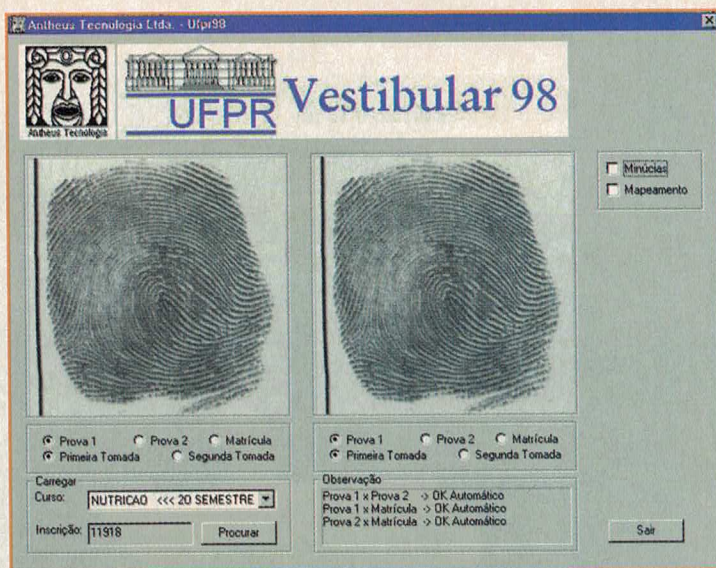 Antheus Tecnologia Ltda. - Ufpr98
Antheus Tecnologia
UFPR
Vestibular 98
Minúcias
Mapeamento
Prova 1 Prova 2 Matrícula
Primeira Tomada Segunda Tomada
Prova 1 Prova 2 Matrícula
Primeira Tomada Segunda Tomada
Carregar
Curso: NUTRICAO <<< 2O SEMESTRE
Inscrição: 11918 Procurar
Observação
Prova 1 x Prova 2 -> OK Automático
Prova 1 x Matrícula -> OK Automático
Prova 2 x Matrícula -> OK Automático
Sair